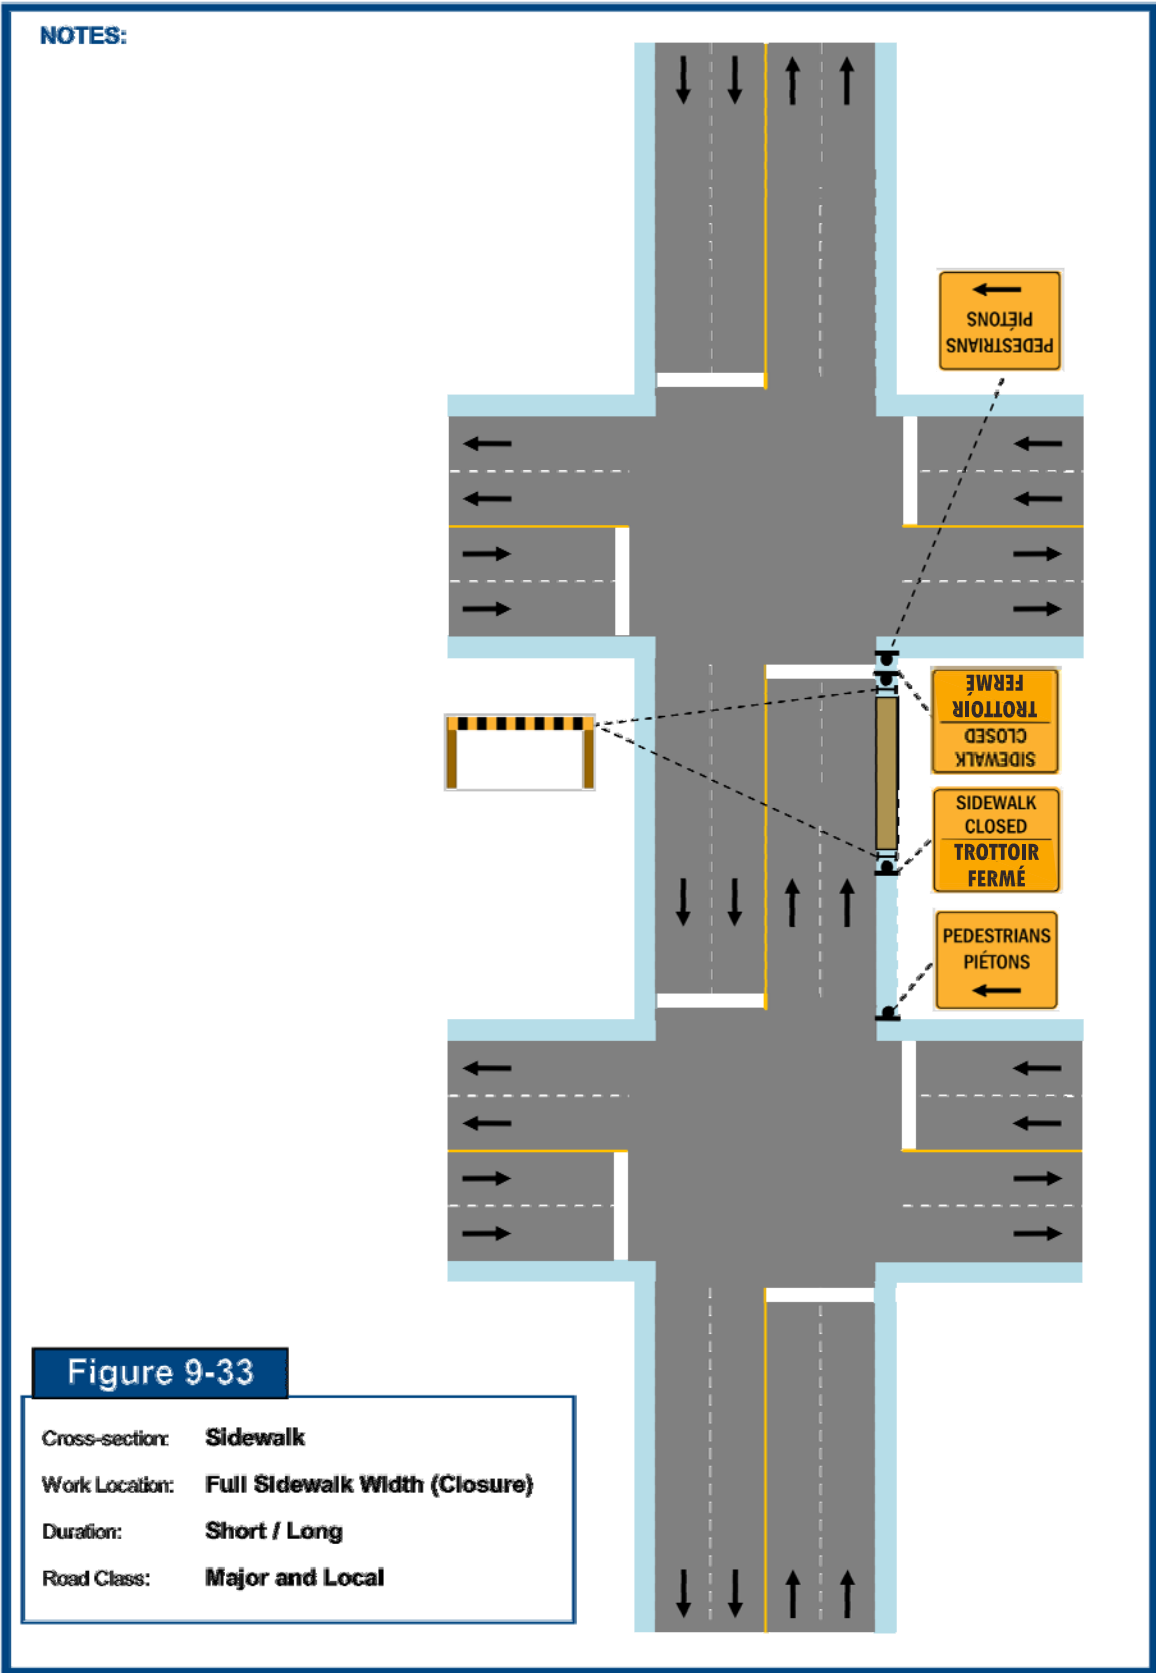 NOTES:
PIÉTONS
PEDESTRIANS
FERMÉ
TROTTOIR
CLOSED
SIDEWALK
SIDEWALK
CLOSED
TROTTOIR
FERMÉ
PEDESTRIANS
PIÉTONS
Figure 9-33
Cross-section: Sidewalk
Work Location: Full Sidewalk Width (Closure)
Duration: Short / Long
Road Class: Major and Local